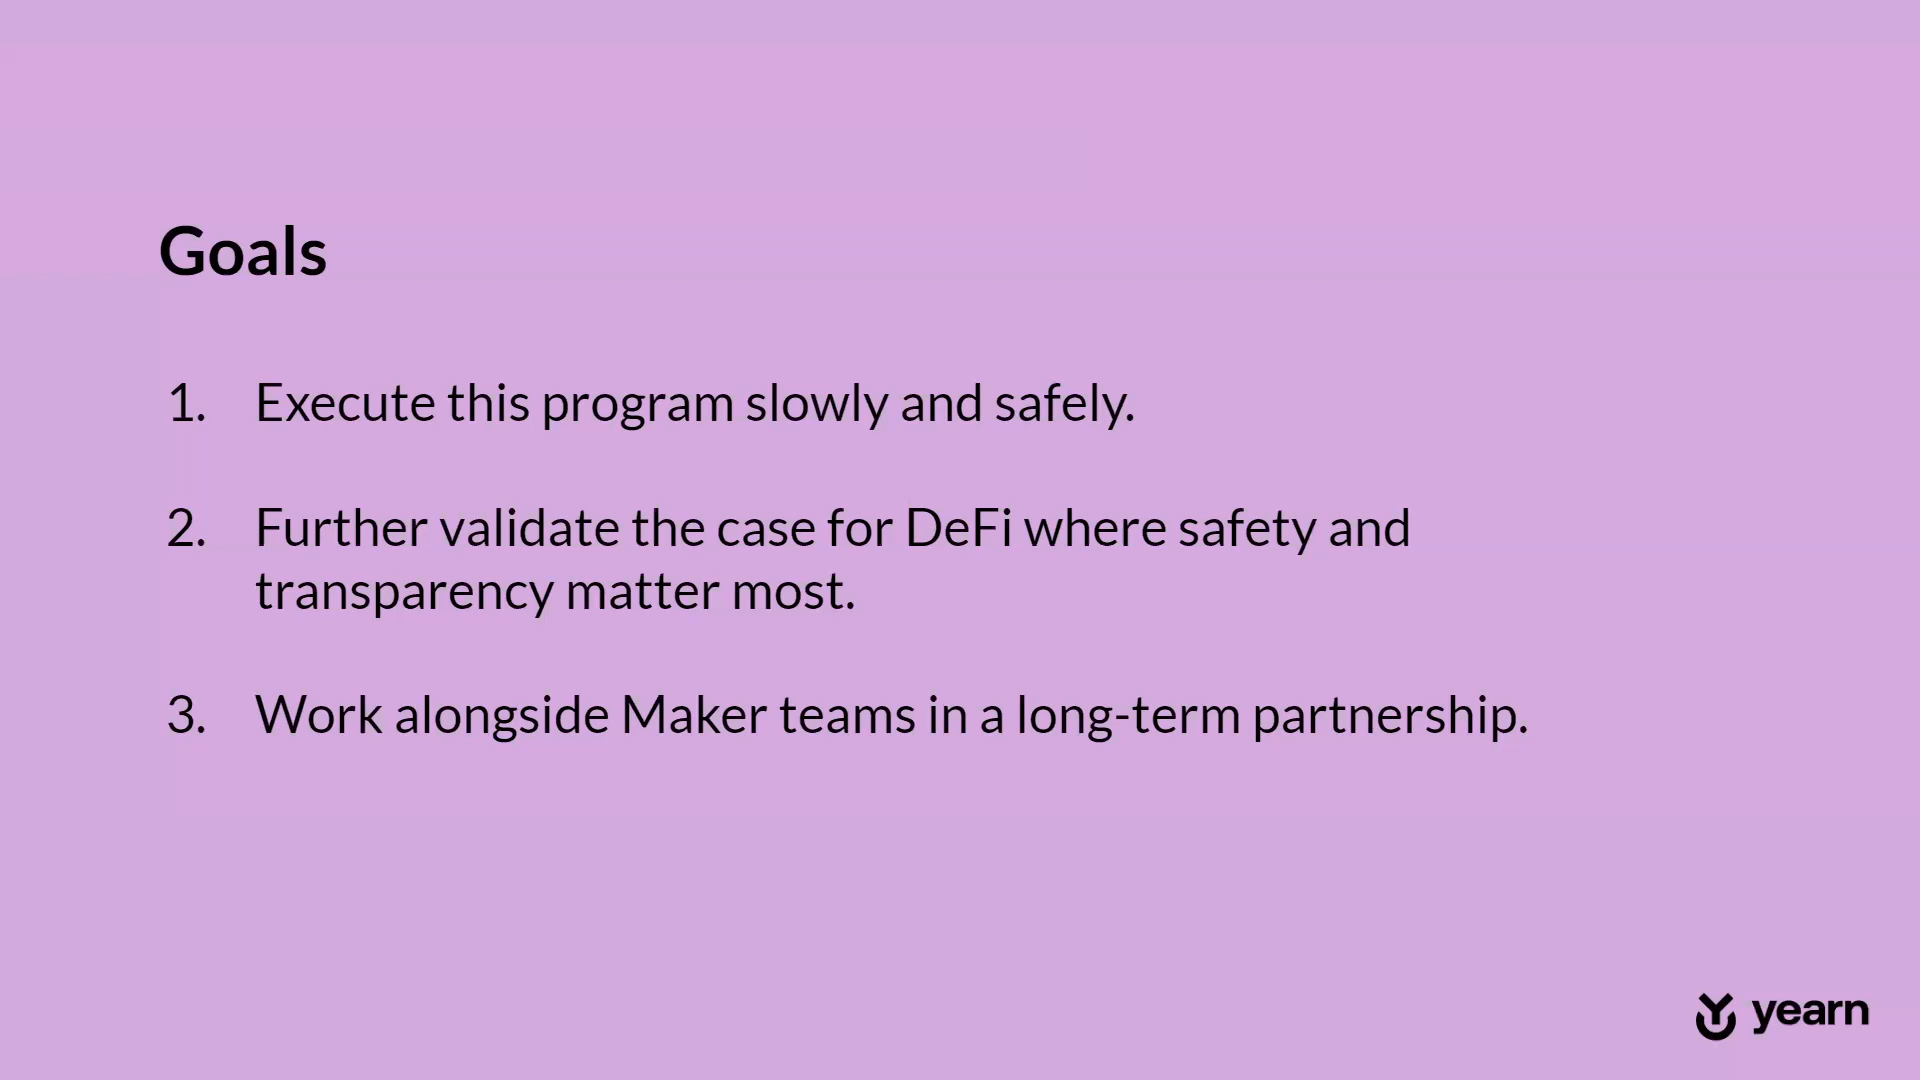 Goals
1. Execute this program slowly and safely.
2. Further validate the case for DeFi where safety and
transparency matter most.
3. Work alongside Maker teams in a long-term partnership.
yearn